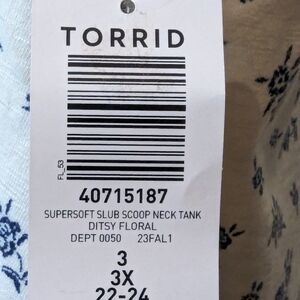 TORRID
FL_53
40715187
SUPERSOFT SLUB SCOOP NECK TANK
DITSY FLORAL
DEPT 0050 23FAL1
3
3X
22-24